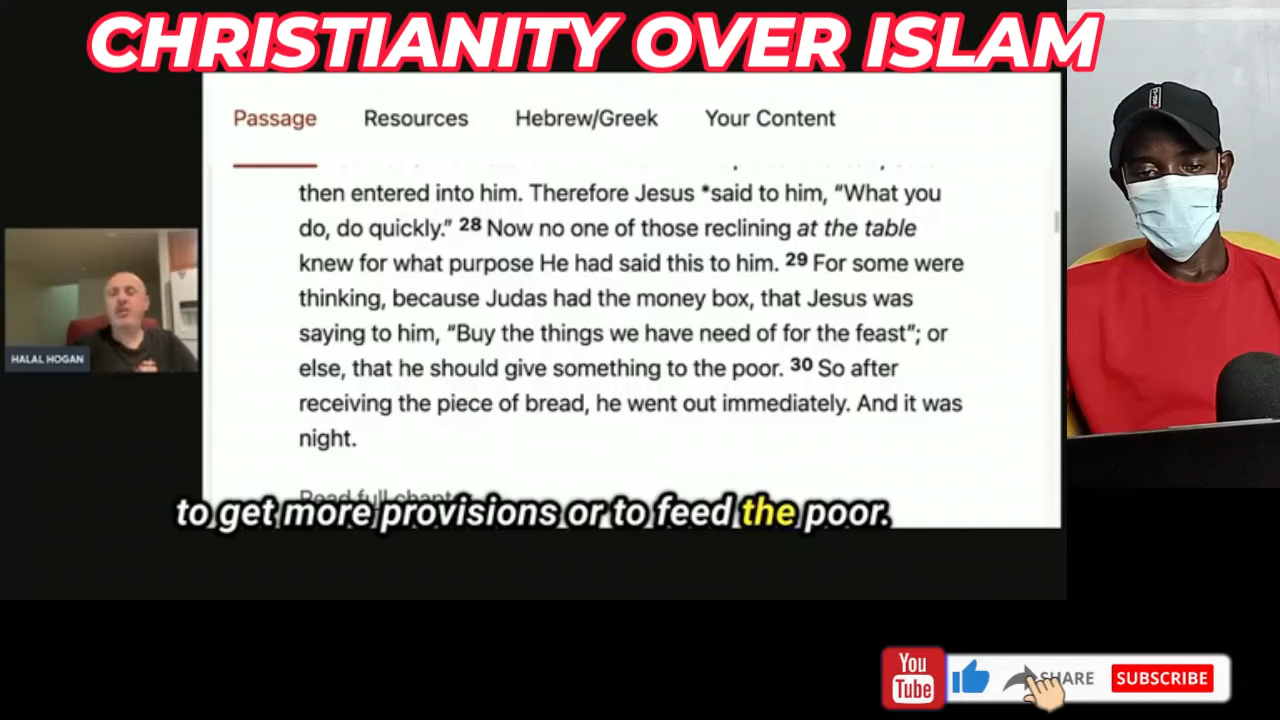 CHRISTIANITY OVER ISLAM
Passage Resources Hebrew/Greek Your Content
then entered into him. Therefore Jesus *said to him, “What you
do, do quickly.” 28 Now no one of those reclining at the table
knew for what purpose He had said this to him. 29 For some were
thinking, because Judas had the money box, that Jesus was
saying to him, “Buy the things we have need of for the feast”; or
else, that he should give something to the poor. 30 So after
receiving the piece of bread, he went out immediately. And it was
night.
HALAL HOGAN
Read full
to get more provisions or to feed the poor.
You
Tube
SHARE
SUBSCRIBE